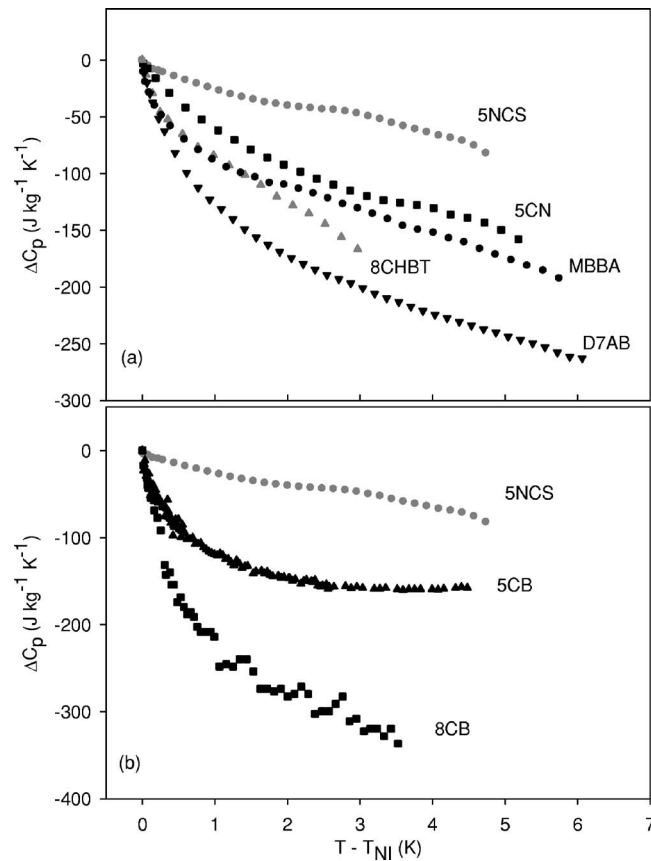 0
-50
-100
-150
-200
-250
-300
ΔCp (J kg⁻¹ K⁻¹)
5NCS
5CN
MBBA
8CHBT
D7AB
(a)
0
-100
-200
-300
-400
ΔCp (J kg⁻¹ K⁻¹)
5NCS
5CB
8CB
(b)
0 1 2 3 4 5 6 7
T - TNI (K)